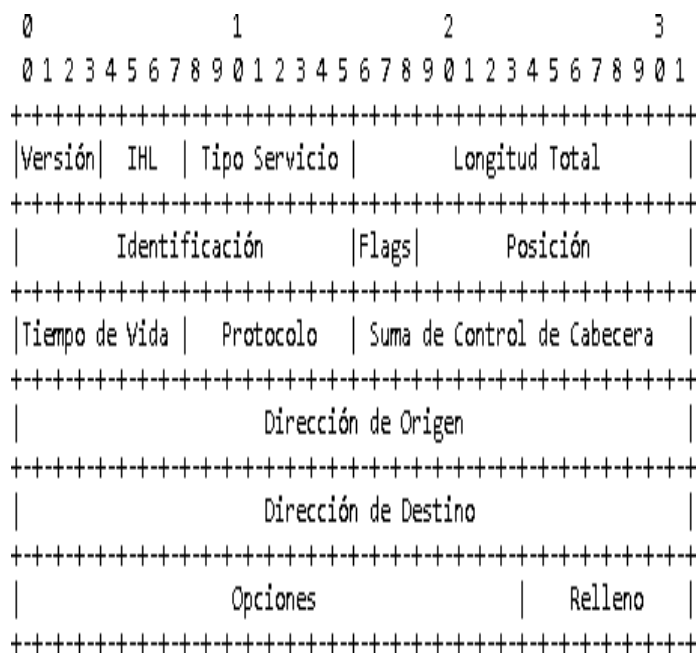 0                   1                   2                   3
0 1 2 3 4 5 6 7 8 9 0 1 2 3 4 5 6 7 8 9 0 1 2 3 4 5 6 7 8 9 0 1
+-+-+-+-+-+-+-+-+-+-+-+-+-+-+-+-+-+-+-+-+-+-+-+-+-+-+-+-+-+-+-+-+
|Versión|  IHL  | Tipo Servicio |         Longitud Total        |
+-+-+-+-+-+-+-+-+-+-+-+-+-+-+-+-+-+-+-+-+-+-+-+-+-+-+-+-+-+-+-+-+
|         Identificación        |Flags|        Posición         |
+-+-+-+-+-+-+-+-+-+-+-+-+-+-+-+-+-+-+-+-+-+-+-+-+-+-+-+-+-+-+-+-+
|Tiempo de Vida |   Protocolo   | Suma de Control de Cabecera   |
+-+-+-+-+-+-+-+-+-+-+-+-+-+-+-+-+-+-+-+-+-+-+-+-+-+-+-+-+-+-+-+-+
|                       Dirección de Origen                     |
+-+-+-+-+-+-+-+-+-+-+-+-+-+-+-+-+-+-+-+-+-+-+-+-+-+-+-+-+-+-+-+-+
|                       Dirección de Destino                    |
+-+-+-+-+-+-+-+-+-+-+-+-+-+-+-+-+-+-+-+-+-+-+-+-+-+-+-+-+-+-+-+-+
|                    Opciones                   |    Relleno    |
+-+-+-+-+-+-+-+-+-+-+-+-+-+-+-+-+-+-+-+-+-+-+-+-+-+-+-+-+-+-+-+-+